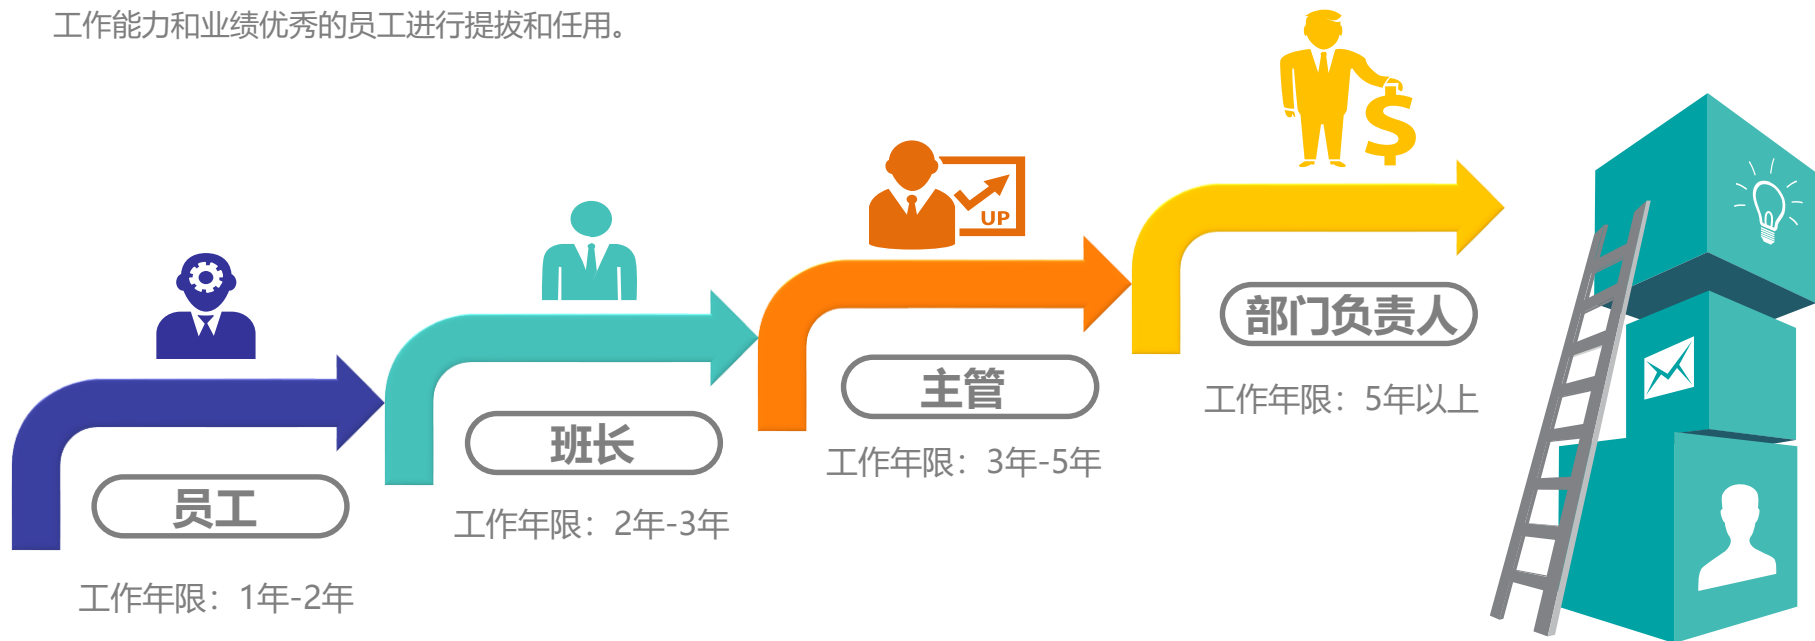 工作能力和业绩优秀的员工进行提拔和任用。
UP
部门负责人
主管
工作年限：5年以上
班长
工作年限：3年-5年
员工
工作年限：2年-3年
工作年限：1年-2年